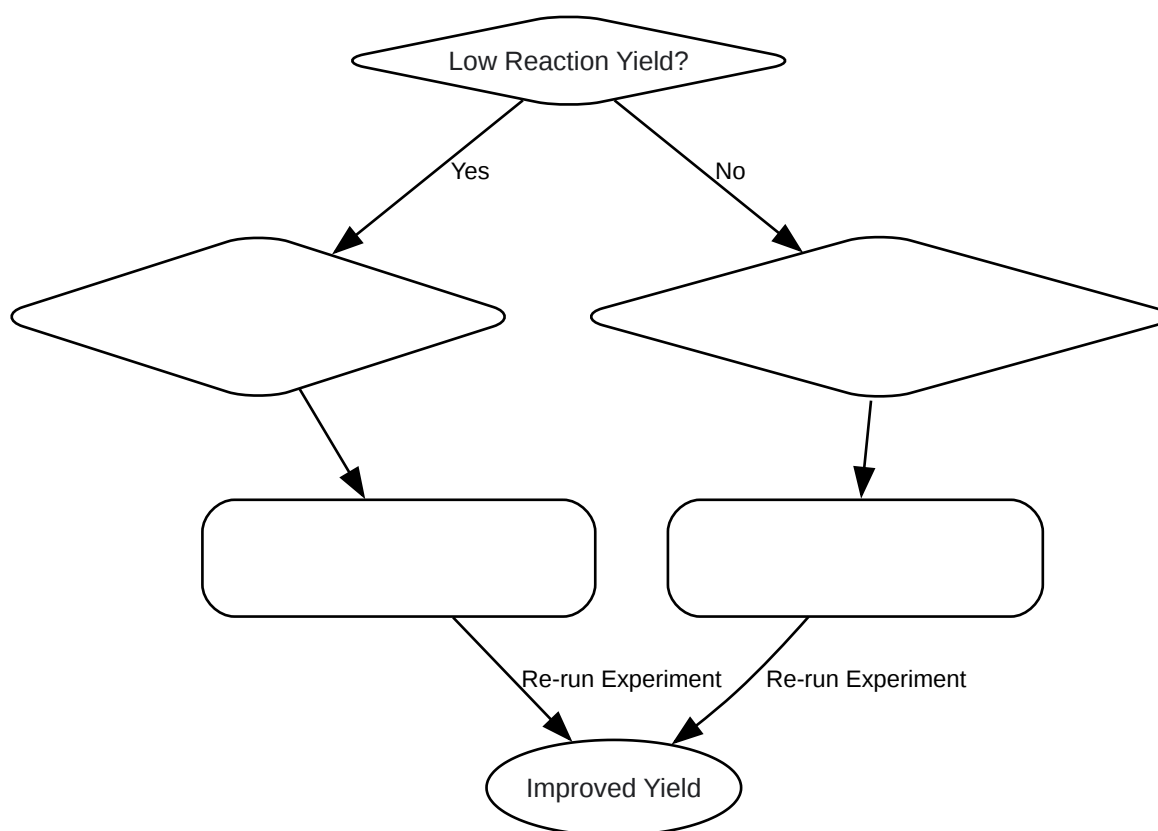 Low Reaction Yield?
Yes
No
Re-run Experiment
Re-run Experiment
Improved Yield